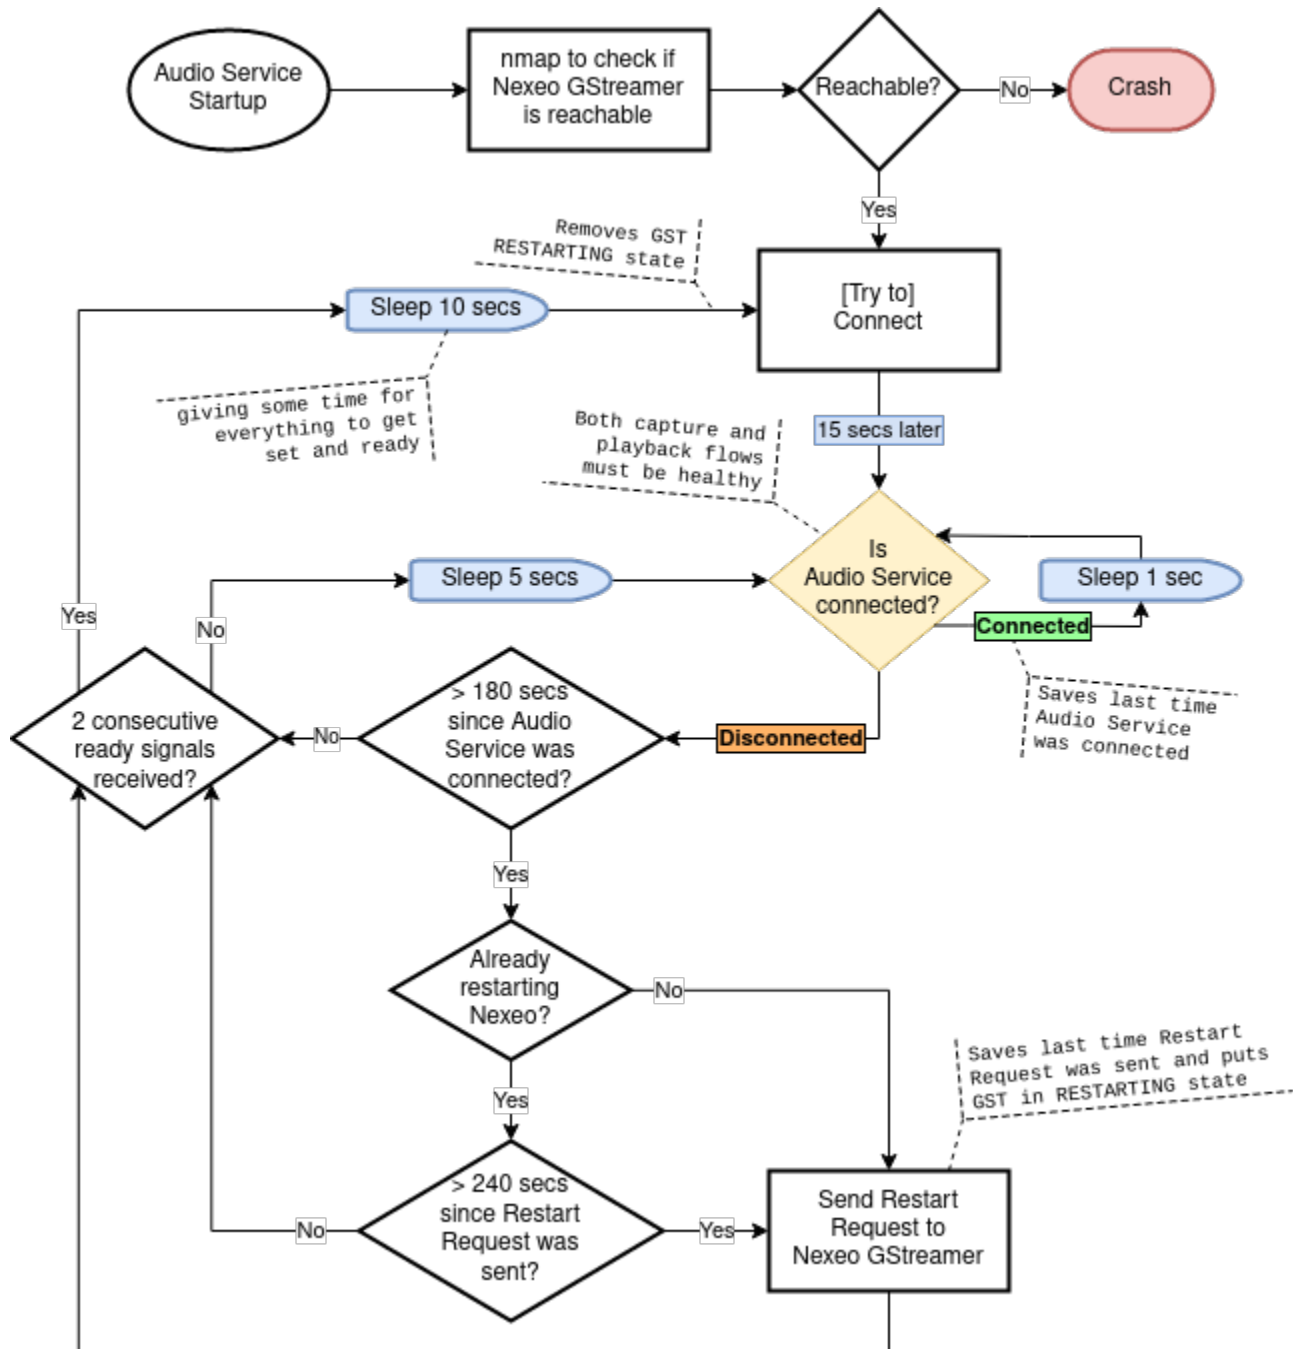 Audio Service
Startup
nmap to check if
Nexeo GStreamer
is reachable
Reachable?
No
Crash
Yes
Removes GST
RESTARTING state
[Try to]
Connect
Sleep 10 secs
giving some time for
everything to get
set and ready
Both capture and
playback flows
must be healthy
15 secs later
Is
Audio Service
connected?
Sleep 5 secs
Sleep 1 sec
Connected
Saves last time
Audio Service
was connected
Yes
No
2 consecutive
ready signals
received?
No
> 180 secs
since Audio
Service was
connected?
Disconnected
Yes
Already
restarting
Nexeo?
No
Saves last time Restart
Request was sent and puts
GST in RESTARTING state
Yes
> 240 secs
since Restart
Request was
sent?
No
Yes
Send Restart
Request to
Nexeo GStreamer